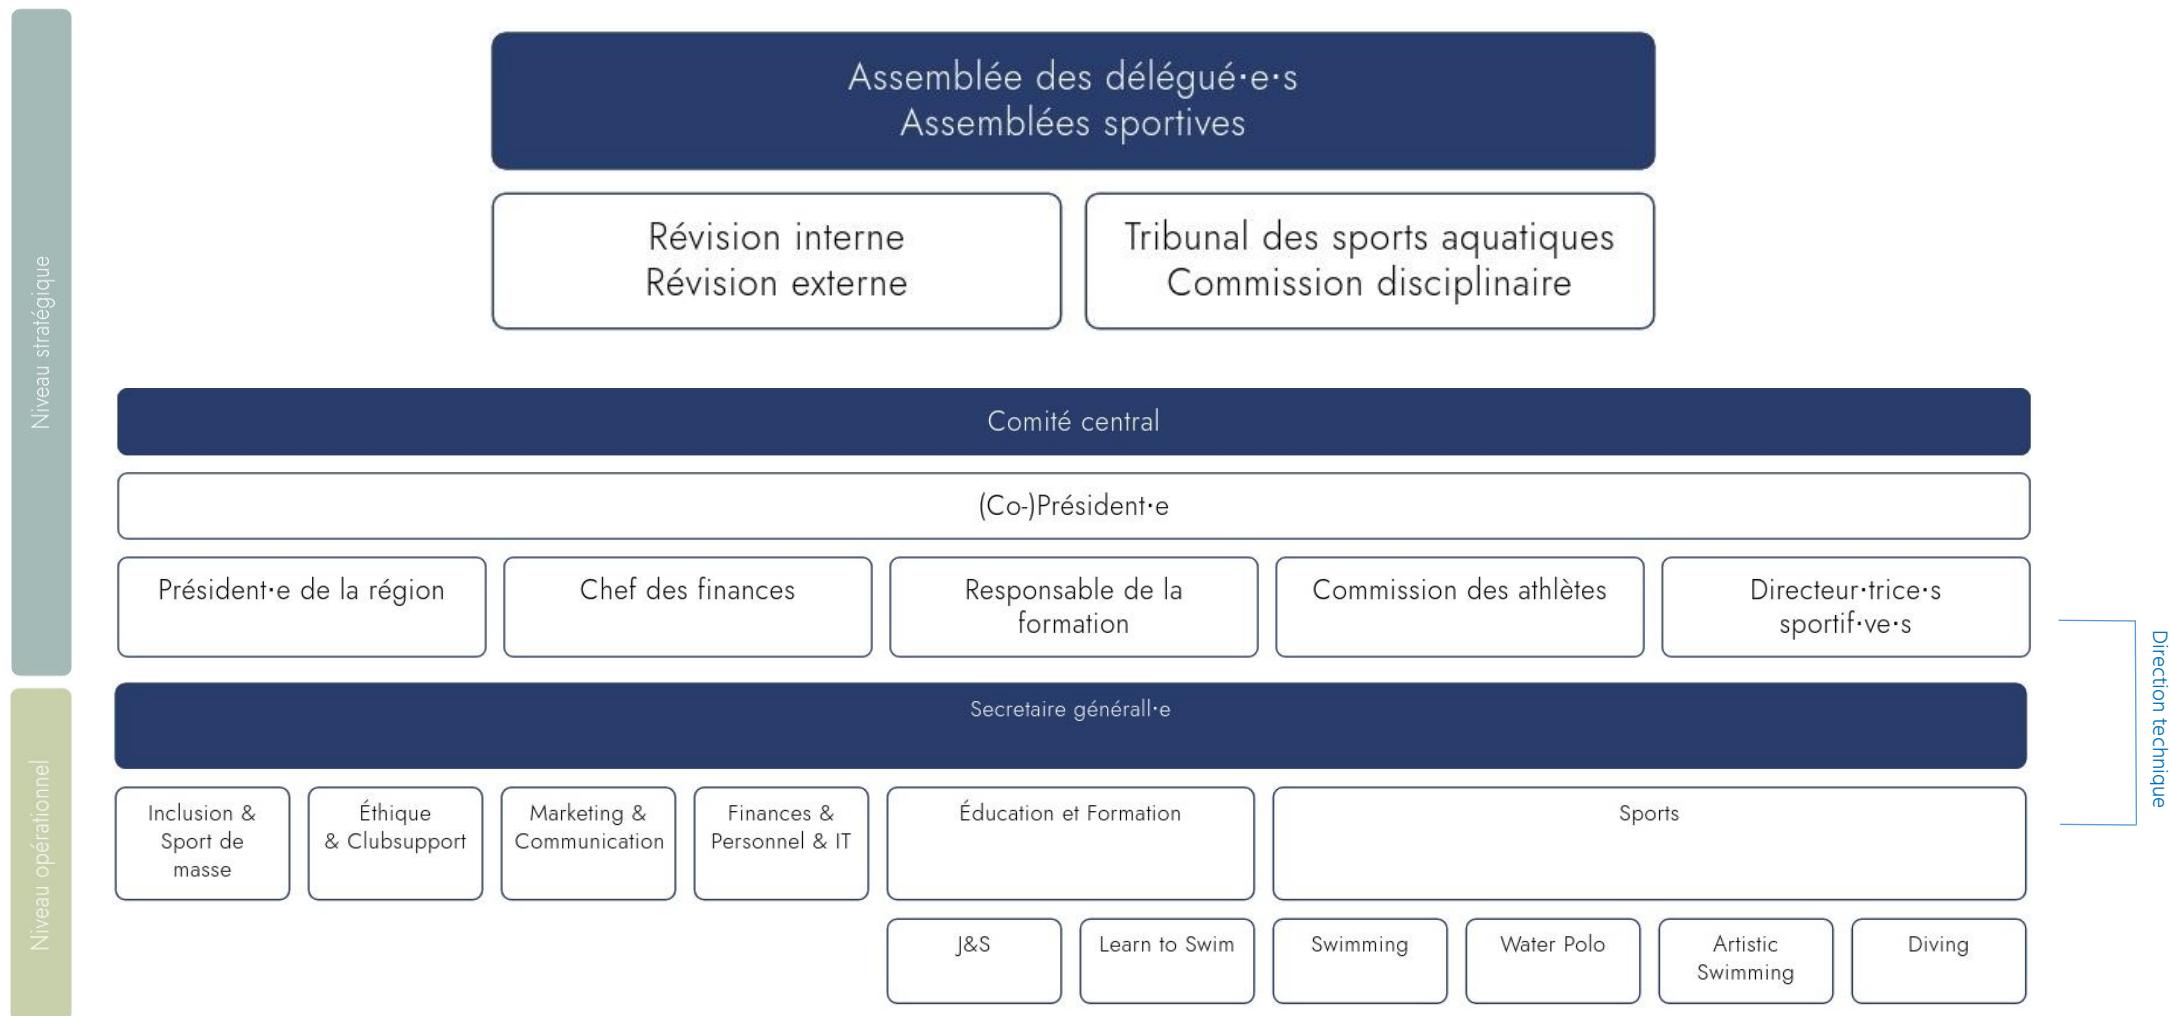 Niveau stratégique
Assemblée des délégué·e·s
Assemblées sportives
Révision interne
Révision externe
Tribunal des sports aquatiques
Commission disciplinaire
Comité central
(Co-)Président·e
Président·e de la région
Chef des finances
Responsable de la
formation
Commission des athlètes
Directeur·trice·s
sportif·ve·s
Direction technique
Niveau opérationnel
Secretaire générall·e
Inclusion &
Sport de
masse
Éthique
& Clubsupport
Marketing &
Communication
Finances &
Personnel & IT
Éducation et Formation
Sports
J&S
Learn to Swim
Swimming
Water Polo
Artistic
Swimming
Diving